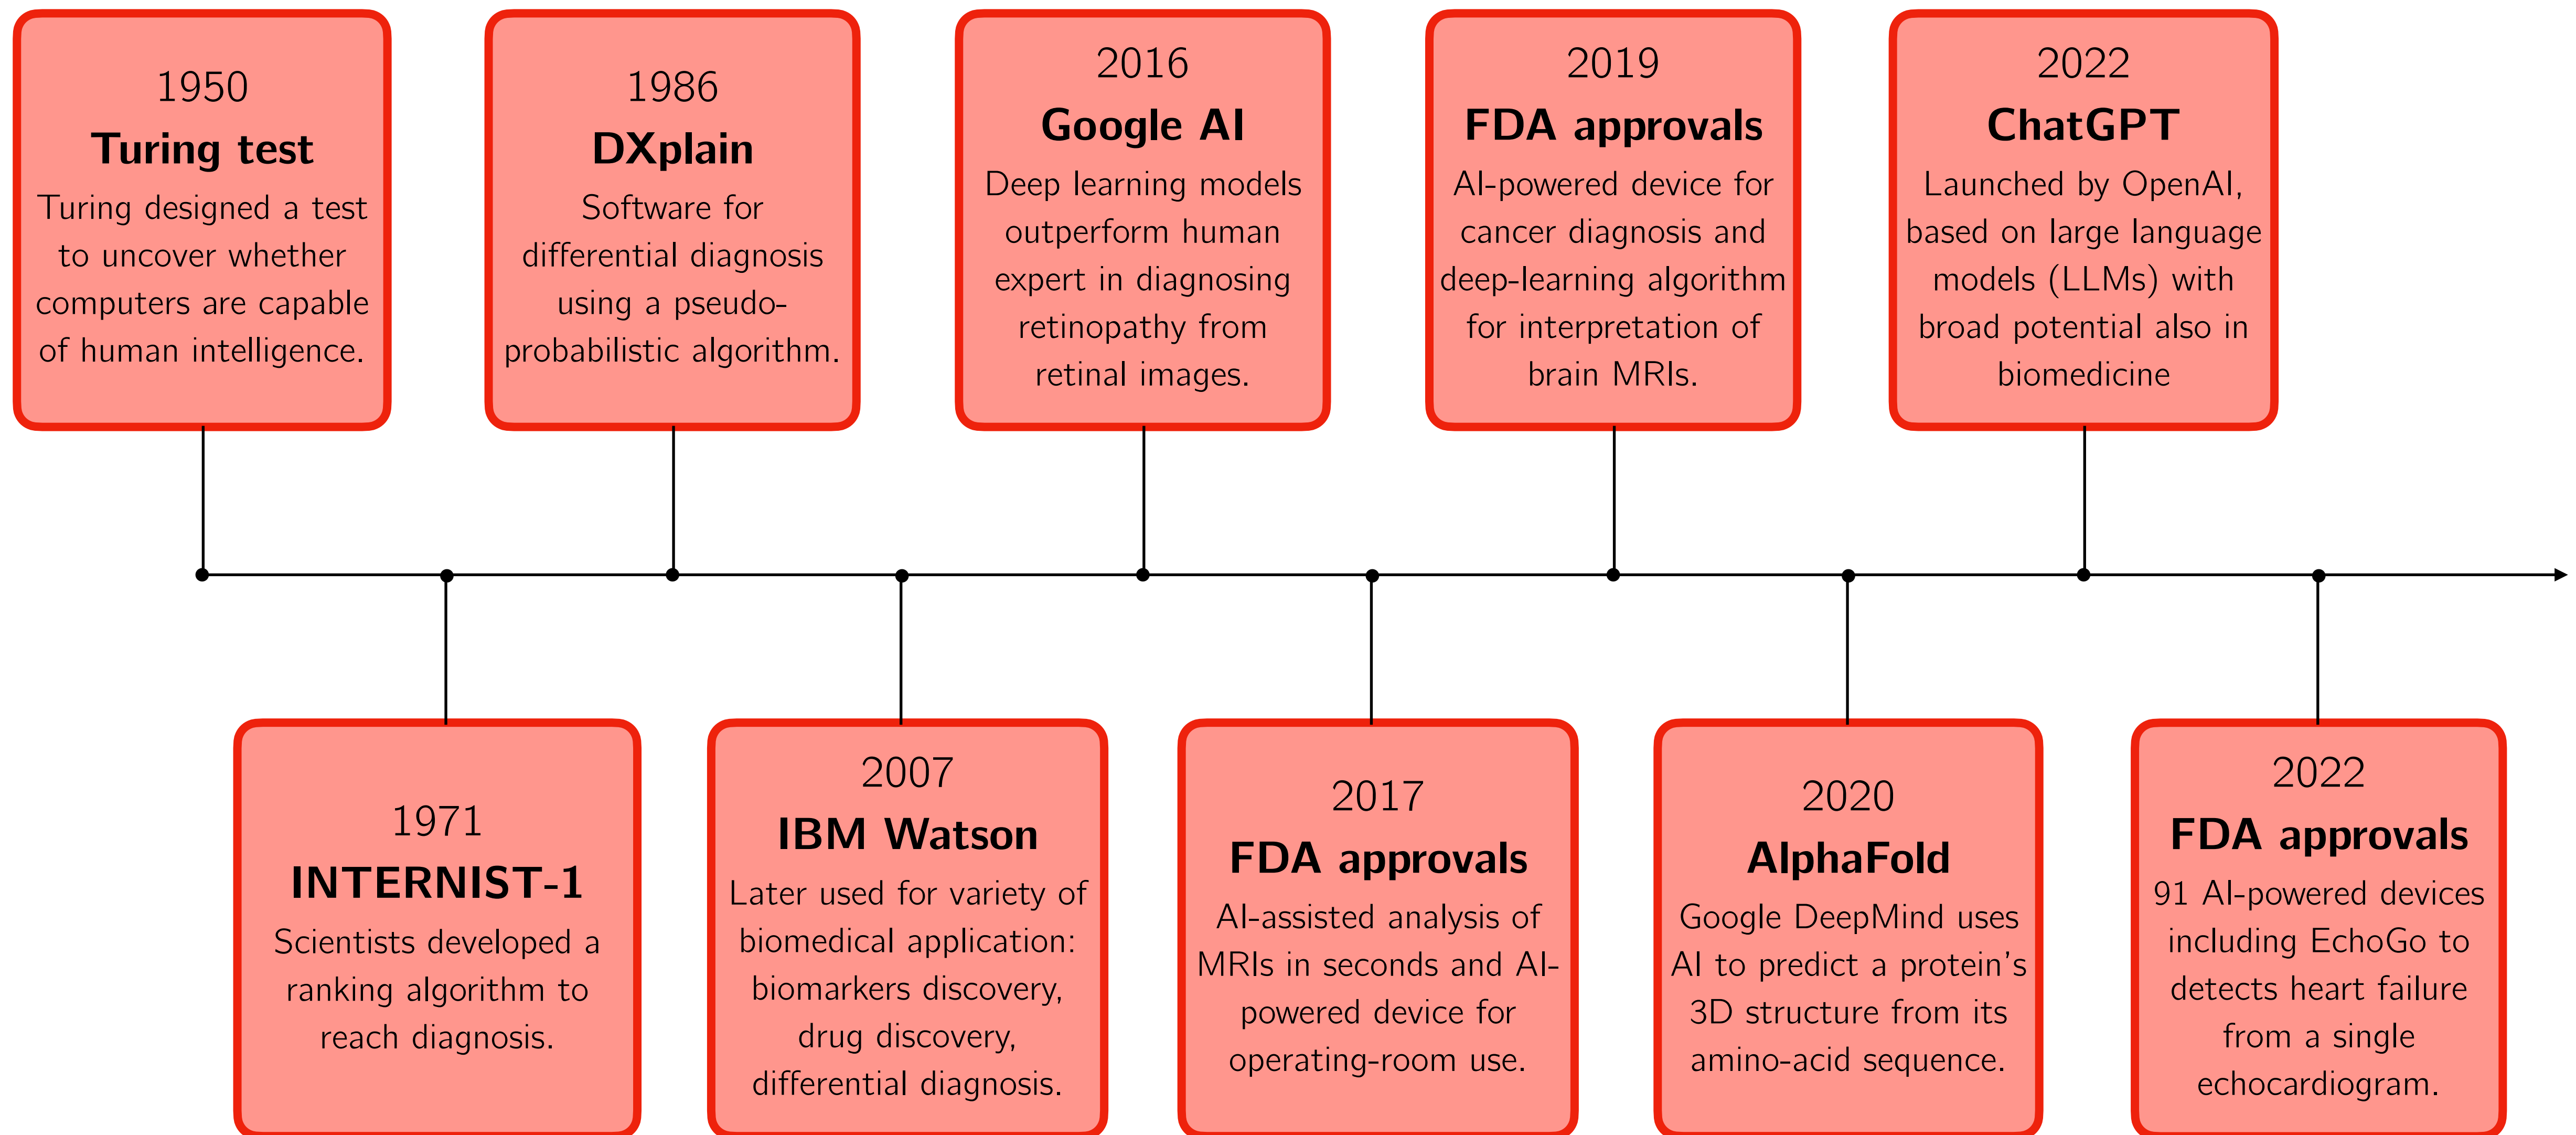 1950
Turing test
Turing designed a test
to uncover whether
computers are capable
of human intelligence.
1986
DXplain
Software for
differential diagnosis
using a pseudo-
probabilistic algorithm.
2016
Google AI
Deep learning models
outperform human
expert in diagnosing
retinopathy from
retinal images.
2019
FDA approvals
AI-powered device for
cancer diagnosis and
deep-learning algorithm
for interpretation of
brain MRIs.
2022
ChatGPT
Launched by OpenAI,
based on large language
models (LLMs) with
broad potential also in
biomedicine
1971
INTERNIST-1
Scientists developed a
ranking algorithm to
reach diagnosis.
2007
IBM Watson
Later used for variety of
biomedical application:
biomarkers discovery,
drug discovery,
differential diagnosis.
2017
FDA approvals
AI-assisted analysis of
MRIs in seconds and AI-
powered device for
operating-room use.
2020
AlphaFold
Google DeepMind uses
AI to predict a protein's
3D structure from its
amino-acid sequence.
2022
FDA approvals
91 AI-powered devices
including EchoGo to
detects heart failure
from a single
echocardiogram.